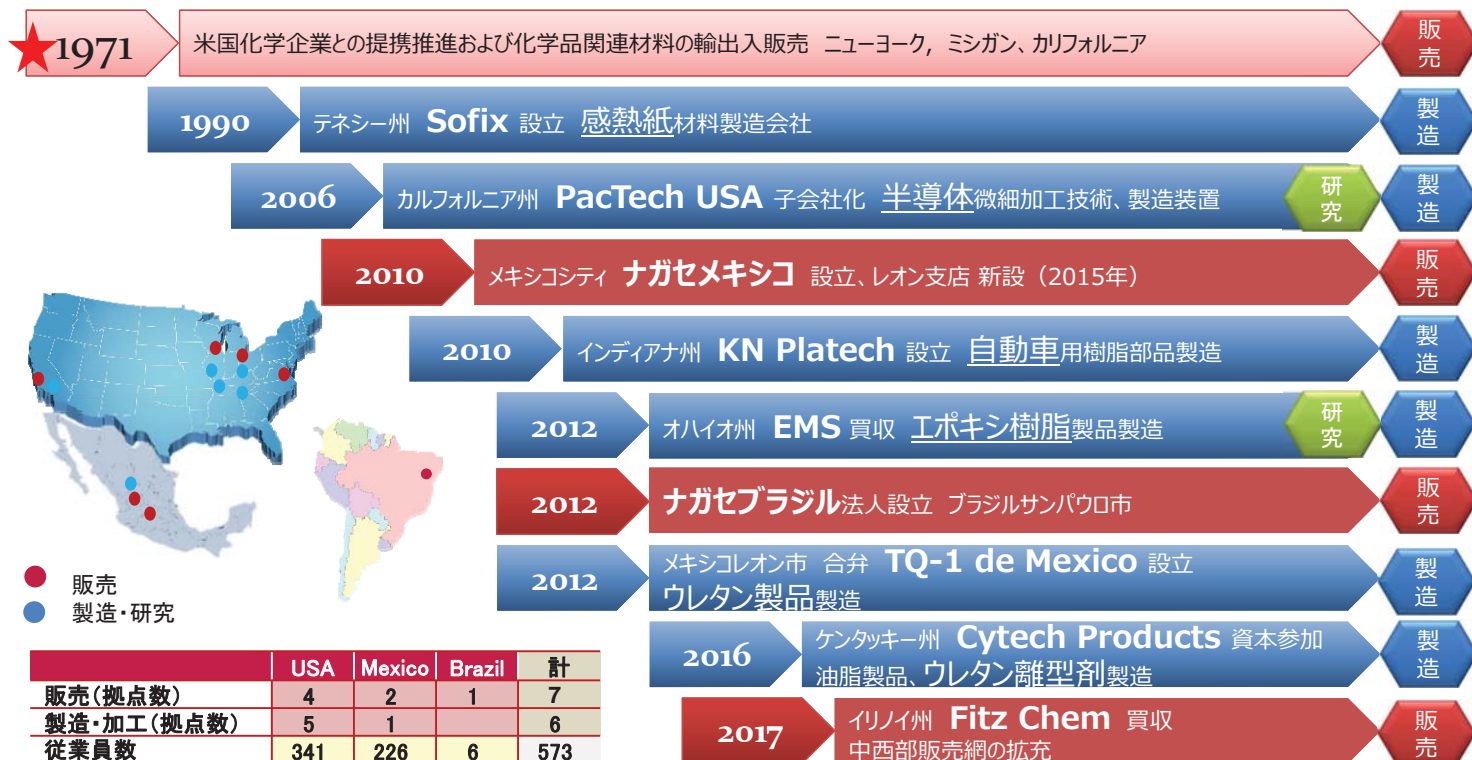 1971
米国化学企業との提携推進および化学品関連材料の輸出入販売 ニューヨーク, ミシガン、カリフォルニア
販売
1990
テネシー州 Sofix 設立 感熱紙材料製造会社
製造
2006
カルフォルニア州 PacTech USA 子会社化 半導体微細加工技術、製造装置
研究
製造
2010
メキシコシティ ナガセメキシコ 設立、レオン支店 新設（2015年）
販売
2010
インディアナ州 KN Platech 設立 自動車用樹脂部品製造
製造
2012
オハイオ州 EMS 買収 エポキシ樹脂製品製造
研究
製造
2012
ナガセブラジル法人設立 ブラジルサンパウロ市
販売
2012
メキシコレオン市 合弁 TQ-1 de Mexico 設立
ウレタン製品製造
製造
2016
ケンタッキー州 Cytech Products 資本参加
油脂製品、ウレタン離型剤製造
製造
2017
イリノイ州 Fitz Chem 買収
中西部販売網の拡充
販売
販売
製造・研究
USA Mexico Brazil 計
販売(拠点数) 4 2 1 7
製造・加工(拠点数) 5 1 6
従業員数 341 226 6 573